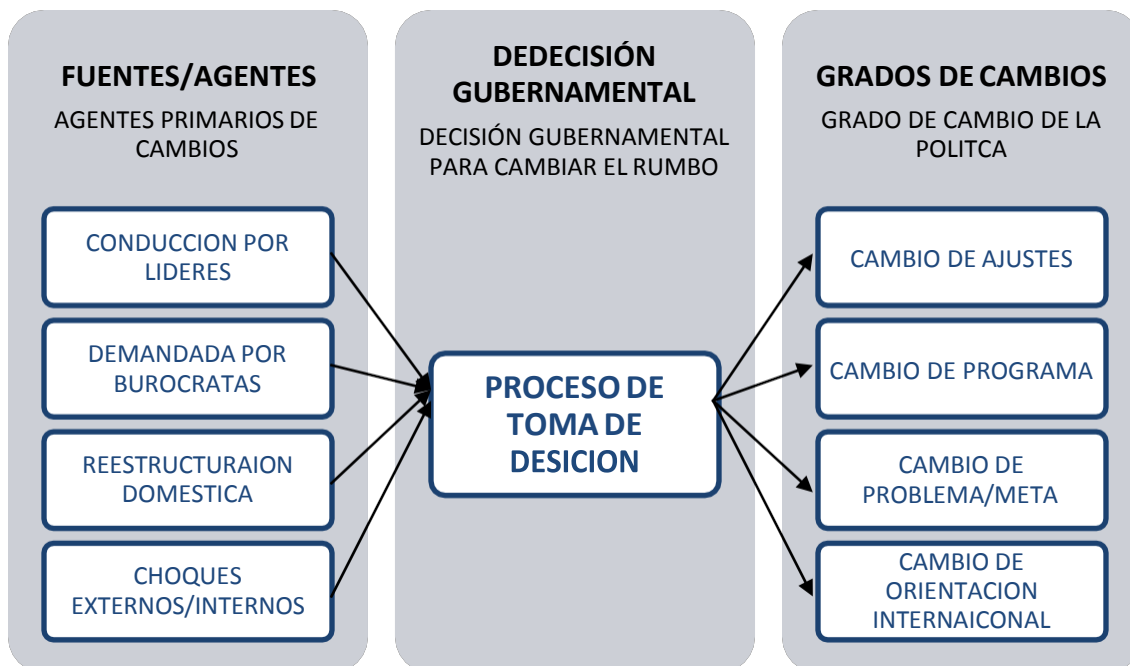 FUENTES/AGENTES
AGENTES PRIMARIOS DE
CAMBIOS
CONDUCCION POR
LIDERES
DEMANDADA POR
BUROCRATAS
REESTRUCTURAION
DOMESTICA
CHOQUES
EXTERNOS/INTERNOS
DEDECISIÓN
GUBERNAMENTAL
DECISIÓN GUBERNAMENTAL
PARA CAMBIAR EL RUMBO
PROCESO DE
TOMA DE
DESICION
GRADOS DE CAMBIOS
GRADO DE CAMBIO DE LA
POLITCA
CAMBIO DE AJUSTES
CAMBIO DE PROGRAMA
CAMBIO DE
PROBLEMA/META
CAMBIO DE
ORIENTACION
INTERNAICONAL